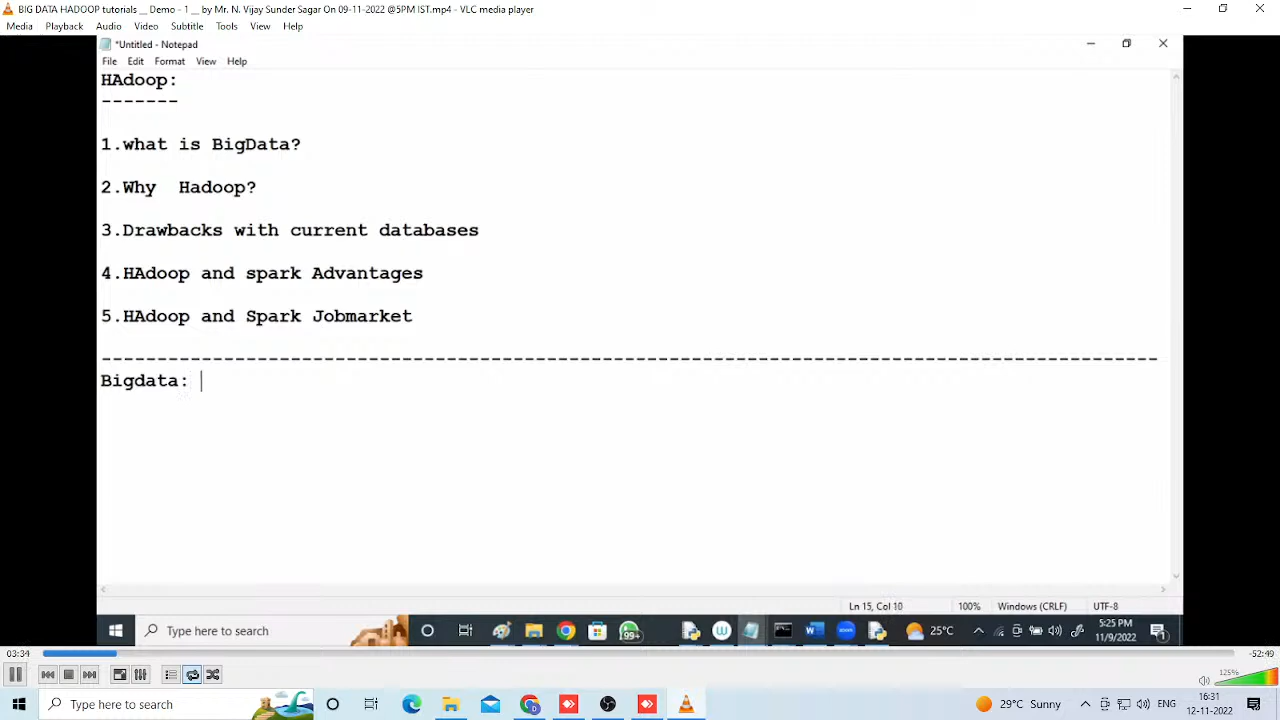 BIG DATA HADOOP tutorials __ Demo - 1 __ by Mr. N. Vijay Sunder Sagar On 09-11-2022 @5PM IST.mp4 - VLC media player
Media Playback Audio Video Subtitle Tools View Help
*Untitled - Notepad
File Edit Format View Help
HAdoop:
-------
1.what is BigData?
2.Why  Hadoop?
3.Drawbacks with current databases
4.HAdoop and spark Advantages
5.HAdoop and Spark Jobmarket
-----------------------------------------------------------------------------------------------
Bigdata:
Ln 15, Col 10 100% Windows (CRLF) UTF-8
Type here to search 99+ 25°C 5:25 PM
11/9/2022 1
03:34 -52:49
125%
Type here to search 29°C Sunny ENG 16:31
12-11-2022